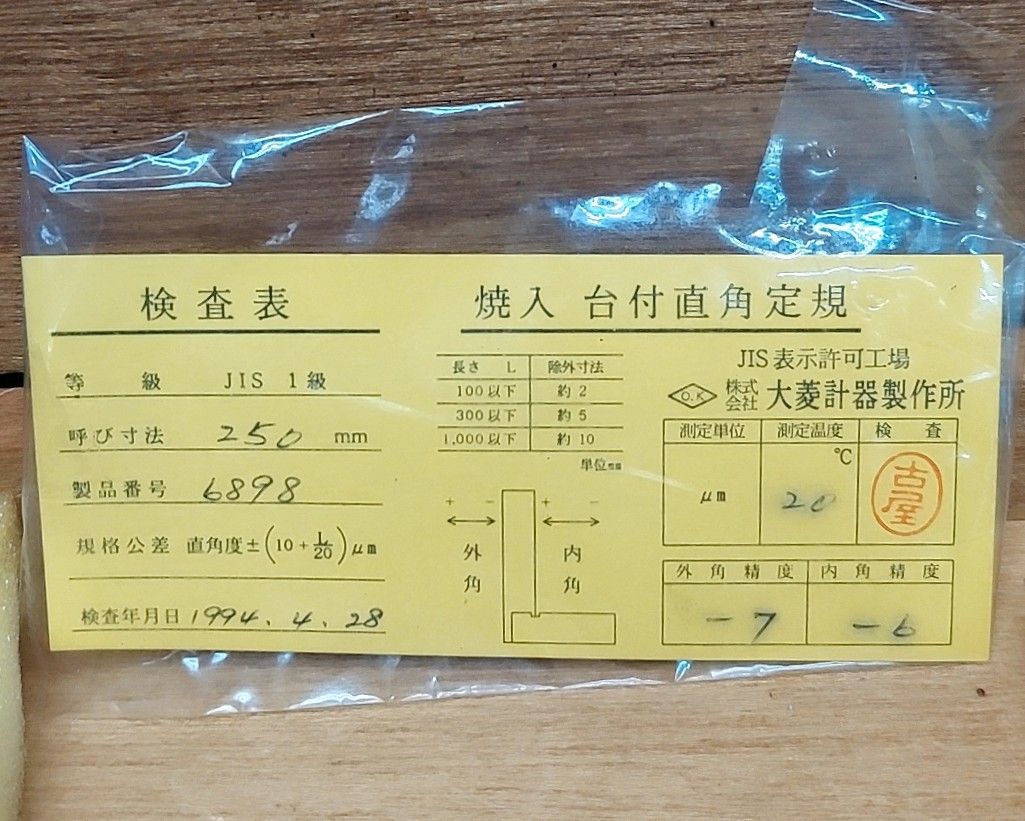 検査表
等級 JIS 1級
呼び寸法 250 mm
製品番号 6898
規格公差 直角度±(10+L/20)μm
検査年月日 1994. 4. 28
焼入 台付直角定規
長さ L 除外寸法
100以下 約2
300以下 約5
1,000以下 約10
単位mm
+ − + −
外角 内角
JIS表示許可工場
O.K 株式会社 大菱計器製作所
測定単位 測定温度 検査
μm 20 ℃ 古屋
外角精度 内角精度
−7 −6